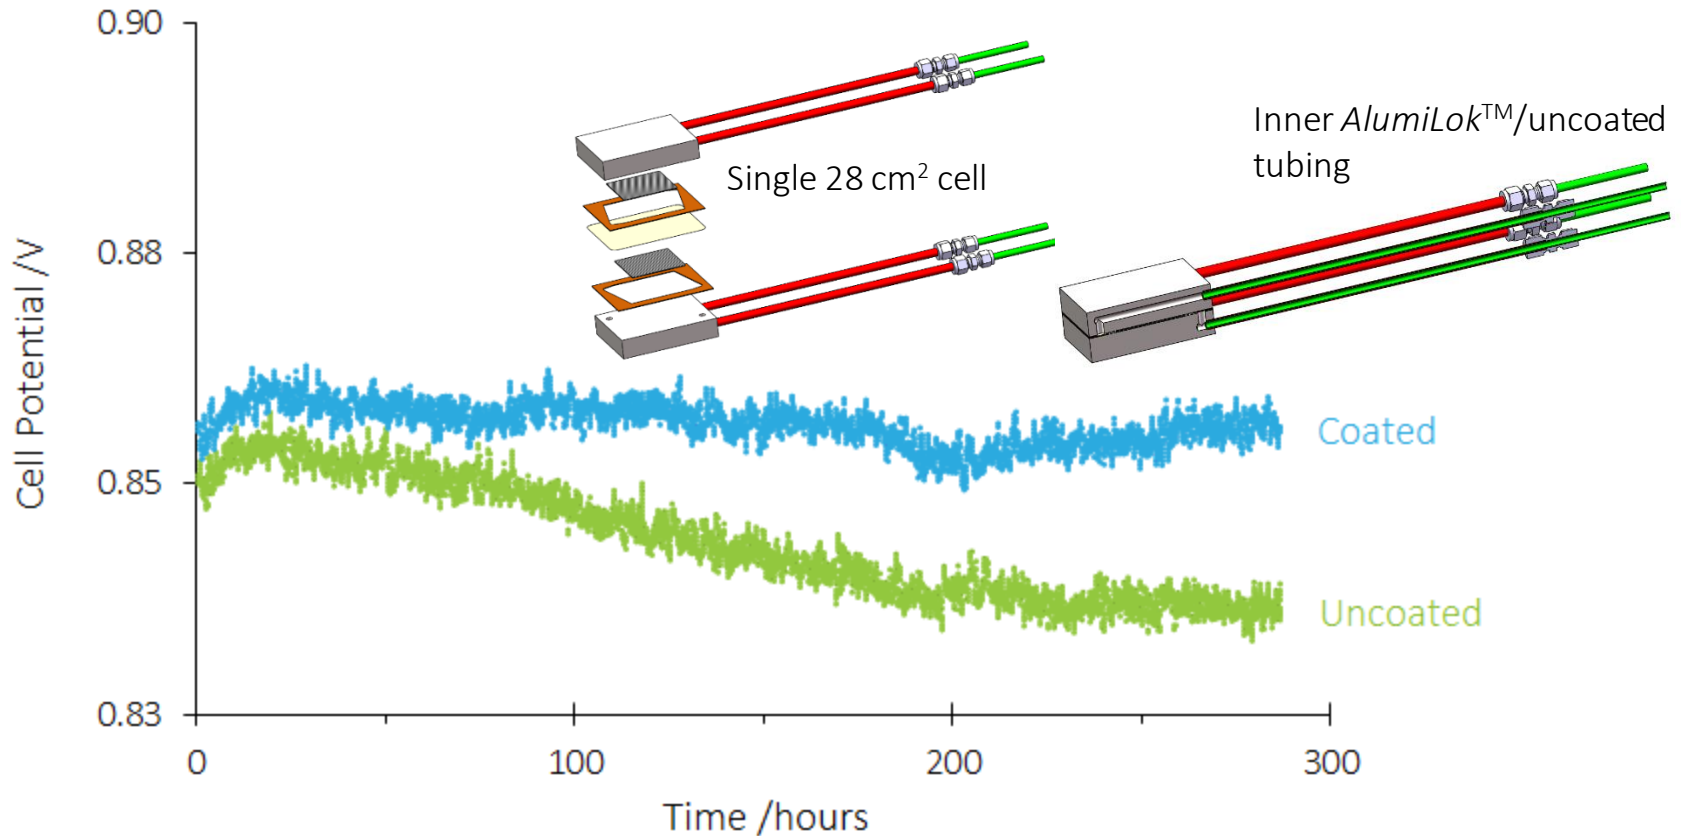 0.90
0.88
0.85
0.83
Cell Potential /V
Single 28 cm² cell
Inner AlumiLok™/uncoated
tubing
Coated
Uncoated
0
100
200
300
Time /hours